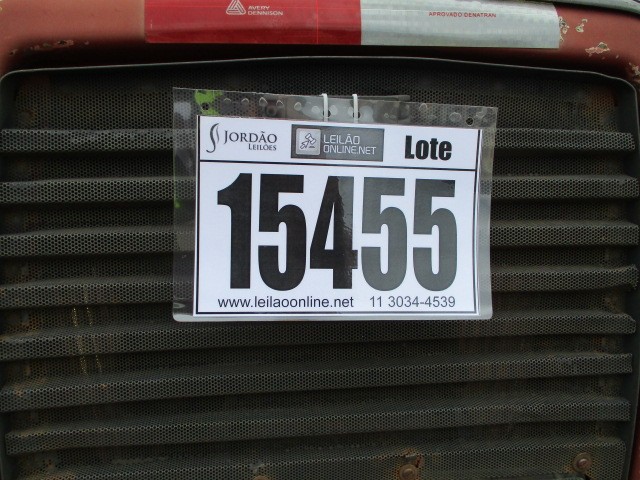 AVERY
DENNISON
APROVADO DENATRAN
JORDÃO
LEILÕES
LEILÃO
ONLINE.NET
Lote
15455
www.leilaoonline.net 11 3034-4539